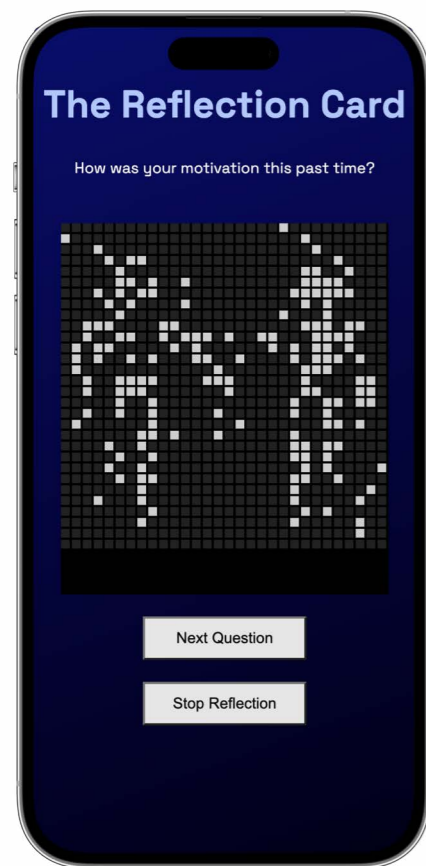 The Reflection Card
How was your motivation this past time?
Next Question
Stop Reflection